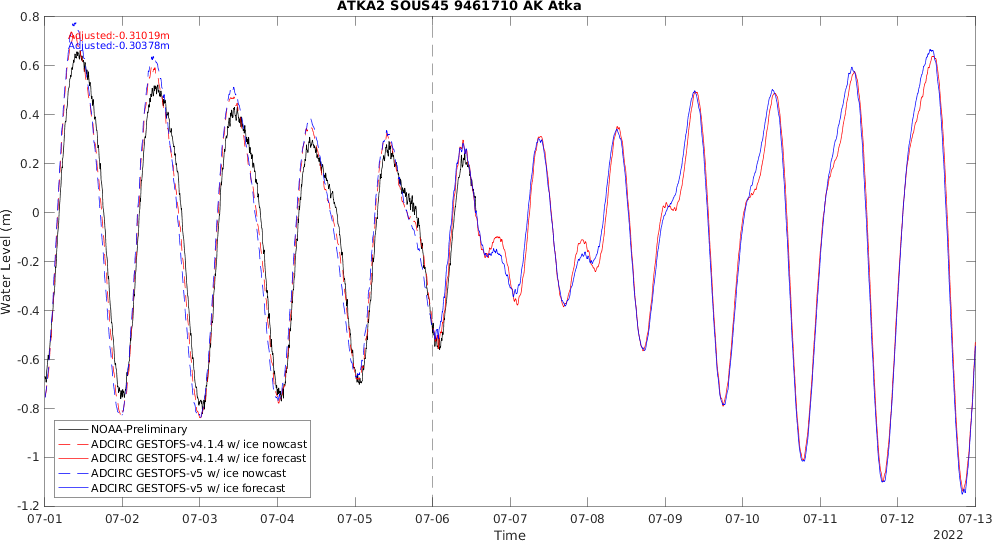 ATKA2 SOUS45 9461710 AK Atka
0.8
0.6
0.4
0.2
0
-0.2
-0.4
-0.6
-0.8
-1
-1.2
Water Level (m)
Adjusted:-0.31019m
Adjusted:-0.30378m
NOAA-Preliminary
ADCIRC GESTOFS-v4.1.4 w/ ice nowcast
ADCIRC GESTOFS-v4.1.4 w/ ice forecast
ADCIRC GESTOFS-v5 w/ ice nowcast
ADCIRC GESTOFS-v5 w/ ice forecast
07-01 07-02 07-03 07-04 07-05 07-06 07-07 07-08 07-09 07-10 07-11 07-12 07-13
Time
2022